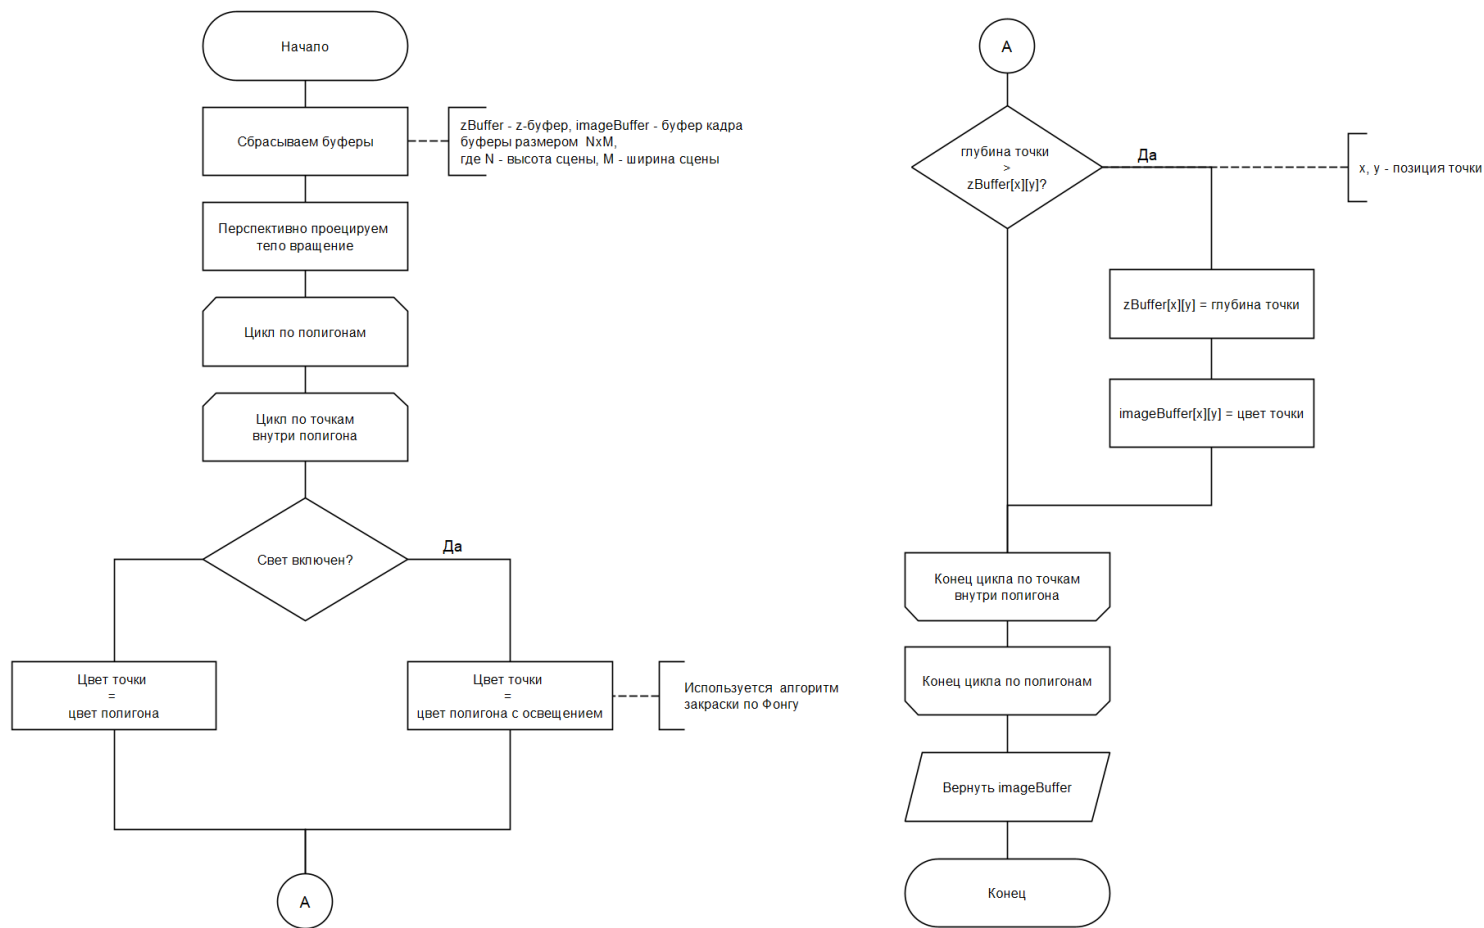 Начало
Сбрасываем буферы
zBuffer - z-буфер, imageBuffer - буфер кадра
буферы размером NxM,
где N - высота сцены, M - ширина сцены
Перспективно проецируем
тело вращение
Цикл по полигонам
Цикл по точкам
внутри полигона
Свет включен?
Да
Цвет точки
=
цвет полигона
Цвет точки
=
цвет полигона с освещением
Используется алгоритм
закраски по Фонгу
A
A
глубина точки
>
zBuffer[x][y]?
Да
x, y - позиция точки
zBuffer[x][y] = глубина точки
imageBuffer[x][y] = цвет точки
Конец цикла по точкам
внутри полигона
Конец цикла по полигонам
Вернуть imageBuffer
Конец